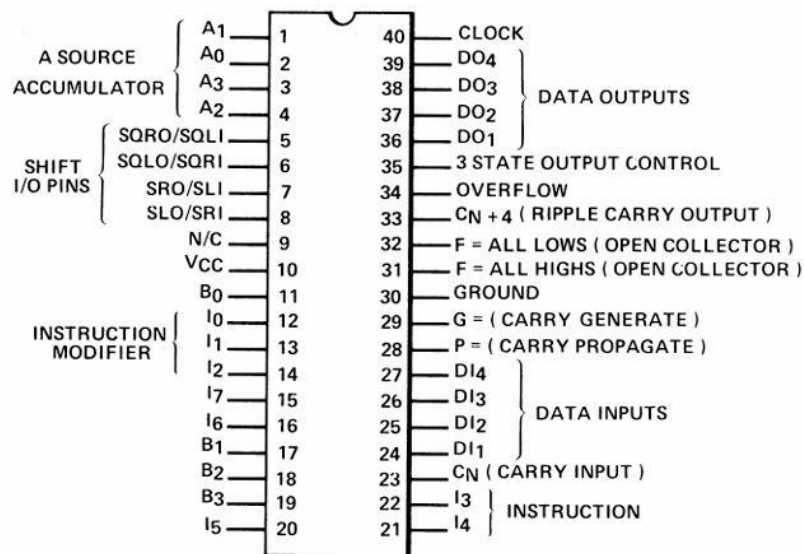 A1 1
A0 2
A3 3
A2 4
A SOURCE
ACCUMULATOR
SQRO/SQLI 5
SQLO/SQRI 6
SRO/SLI 7
SLO/SRI 8
SHIFT
I/O PINS
N/C 9
VCC 10
B0 11
I0 12
I1 13
I2 14
INSTRUCTION
MODIFIER
I7 15
I6 16
B1 17
B2 18
B3 19
I5 20
40 CLOCK
39 DO4
38 DO3
37 DO2
36 DO1
DATA OUTPUTS
35 3 STATE OUTPUT CONTROL
34 OVERFLOW
33 CN + 4 ( RIPPLE CARRY OUTPUT )
32 F = ALL LOWS ( OPEN COLLECTOR )
31 F = ALL HIGHS ( OPEN COLLECTOR )
30 GROUND
29 G = ( CARRY GENERATE )
28 P = ( CARRY PROPAGATE )
27 DI4
26 DI3
25 DI2
24 DI1
DATA INPUTS
23 CN ( CARRY INPUT )
22 I3
21 I4
INSTRUCTION